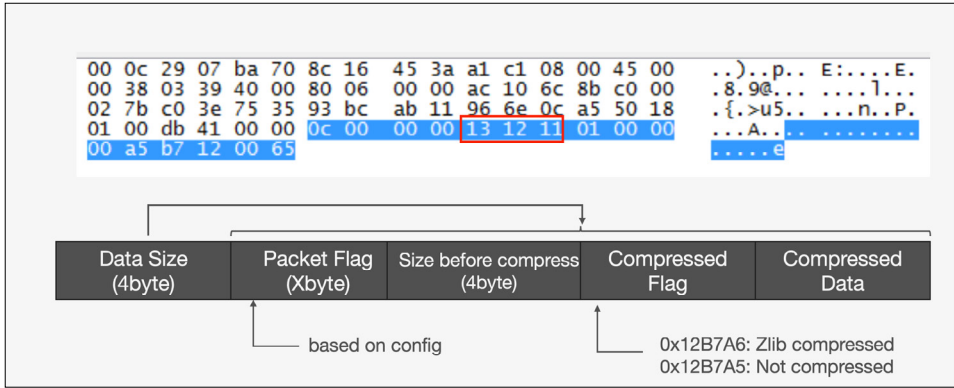 00 0c 29 07 ba 70 8c 16 45 3a a1 c1 08 00 45 00 ..)..p.. E:....E.
00 38 03 39 40 00 80 06 00 00 ac 10 6c 8b c0 00 .8.9@... ....l...
02 7b c0 3e 75 35 93 bc ab 11 96 6e 0c a5 50 18 .{.>u5.. ...n..P.
01 00 db 41 00 00 0c 00 00 00 13 12 11 01 00 00 ...A.... ........
00 a5 b7 12 00 65 .....e
Data Size
(4byte)
Packet Flag
(Xbyte)
Size before compress
(4byte)
Compressed
Flag
Compressed
Data
based on config
0x12B7A6: Zlib compressed
0x12B7A5: Not compressed